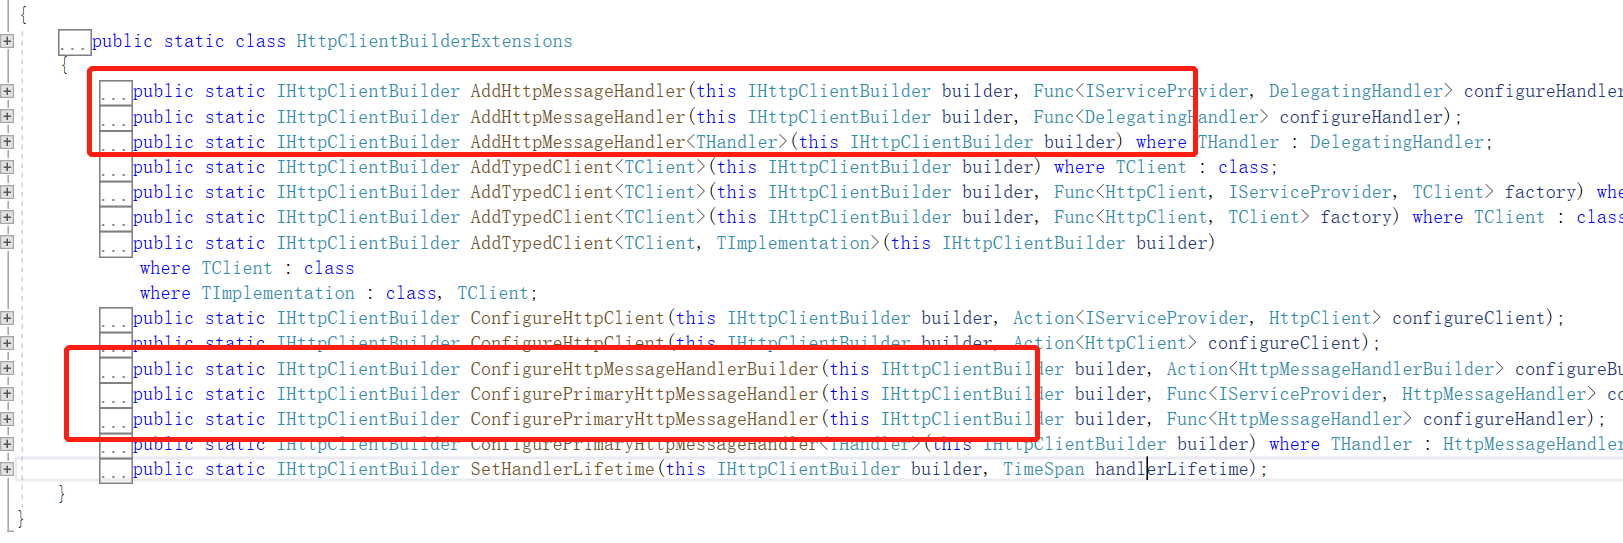 {
...public static class HttpClientBuilderExtensions
{
...public static IHttpClientBuilder AddHttpMessageHandler(this IHttpClientBuilder builder, Func<IServiceProvider, DelegatingHandler> configureHandler
...public static IHttpClientBuilder AddHttpMessageHandler(this IHttpClientBuilder builder, Func<DelegatingHandler> configureHandler);
...public static IHttpClientBuilder AddHttpMessageHandler<THandler>(this IHttpClientBuilder builder) where THandler : DelegatingHandler;
...public static IHttpClientBuilder AddTypedClient<TClient>(this IHttpClientBuilder builder) where TClient : class;
...public static IHttpClientBuilder AddTypedClient<TClient>(this IHttpClientBuilder builder, Func<HttpClient, IServiceProvider, TClient> factory) whe
...public static IHttpClientBuilder AddTypedClient<TClient>(this IHttpClientBuilder builder, Func<HttpClient, TClient> factory) where TClient : class
...public static IHttpClientBuilder AddTypedClient<TClient, TImplementation>(this IHttpClientBuilder builder)
where TClient : class
where TImplementation : class, TClient;
...public static IHttpClientBuilder ConfigureHttpClient(this IHttpClientBuilder builder, Action<IServiceProvider, HttpClient> configureClient);
...public static IHttpClientBuilder ConfigureHttpClient(this IHttpClientBuilder builder, Action<HttpClient> configureClient);
...public static IHttpClientBuilder ConfigureHttpMessageHandlerBuilder(this IHttpClientBuilder builder, Action<HttpMessageHandlerBuilder> configureBu
...public static IHttpClientBuilder ConfigurePrimaryHttpMessageHandler(this IHttpClientBuilder builder, Func<IServiceProvider, HttpMessageHandler> co
...public static IHttpClientBuilder ConfigurePrimaryHttpMessageHandler(this IHttpClientBuilder builder, Func<HttpMessageHandler> configureHandler);
...public static IHttpClientBuilder ConfigurePrimaryHttpMessageHandler<THandler>(this IHttpClientBuilder builder) where THandler : HttpMessageHandler
...public static IHttpClientBuilder SetHandlerLifetime(this IHttpClientBuilder builder, TimeSpan handlerLifetime);
}
}